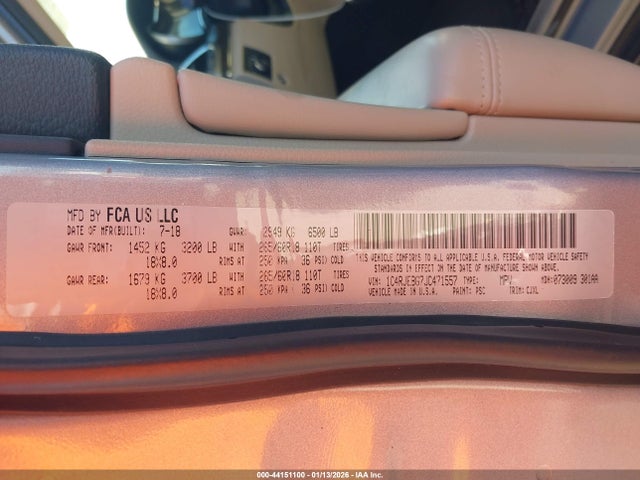 MFD BY FCA US LLC
DATE OF MFR(BUILT): 7-18 GVWR 2549 KG 6500 LB
GAWR FRONT: 1452 KG 3200 LB WITH 265/60R18 110T TIRES
18X8.0 RIMS AT 250 KPA( 36 PSI) COLD
GAWR REAR: 1679 KG 3700 LB WITH 265/60R18 110T TIRES
18X8.0 RIMS AT 250 KPA( 36 PSI) COLD
THIS VEHICLE CONFORMS TO ALL APPLICABLE U.S.A. FEDERAL MOTOR VEHICLE SAFETY
STANDARDS IN EFFECT ON THE DATE OF MANUFACTURE SHOWN ABOVE.
VIN: 1C4RJEBG7JC471557 TYPE: MPV MDH:073009 301AA
VEHICLE MADE IN U.S.A. PAINT: PSC TRIM: CJXL
000-44151100 - 01/13/2026 - IAA Inc.